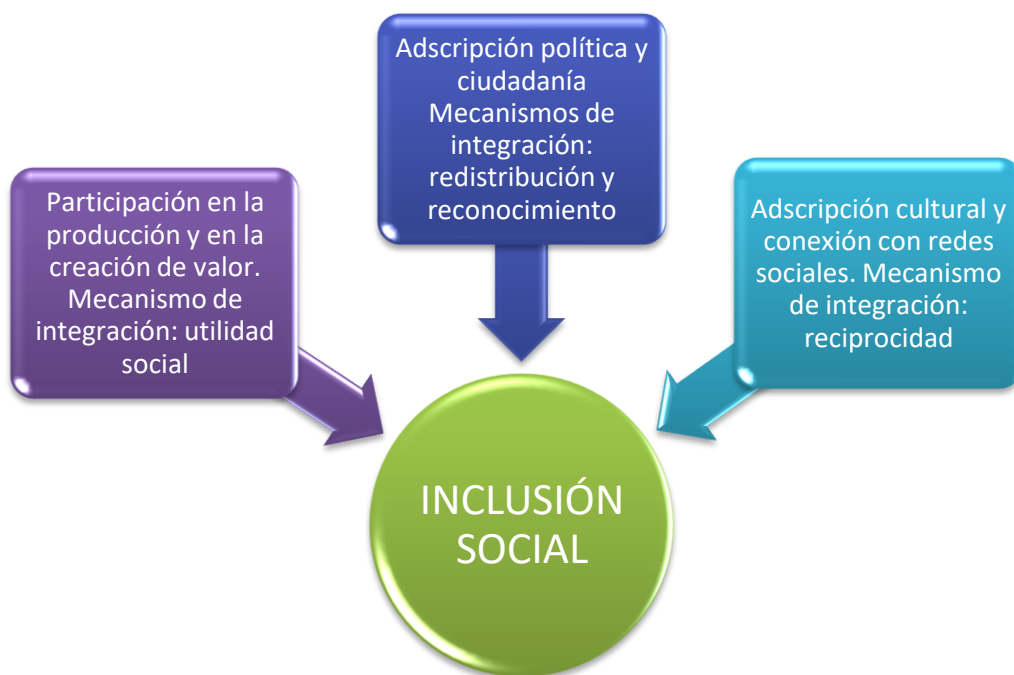 Participación en la
producción y en la
creación de valor.
Mecanismo de
integración: utilidad
social
Adscripción política y
ciudadanía
Mecanismos de
integración:
redistribución y
reconocimiento
Adscripción cultural y
conexión con redes
sociales. Mecanismo
de integración:
reciprocidad
INCLUSIÓN
SOCIAL